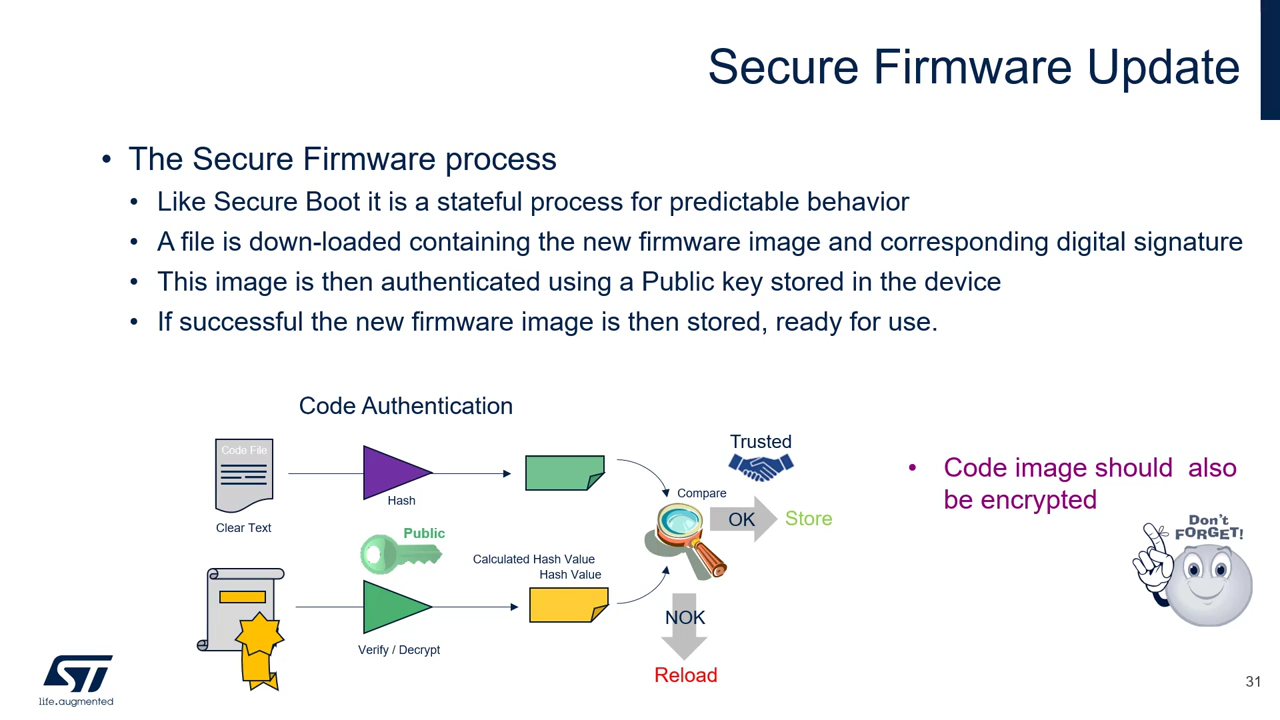 Secure Firmware Update
• The Secure Firmware process
• Like Secure Boot it is a stateful process for predictable behavior
• A file is down-loaded containing the new firmware image and corresponding digital signature
• This image is then authenticated using a Public key stored in the device
• If successful the new firmware image is then stored, ready for use.
Code Authentication
Code File
Clear Text
Hash
Public
Calculated Hash Value
Hash Value
Verify / Decrypt
Trusted
Compare
OK
Store
NOK
Reload
• Code image should also
be encrypted
Don't
FORGET!
ST
life.augmented
31